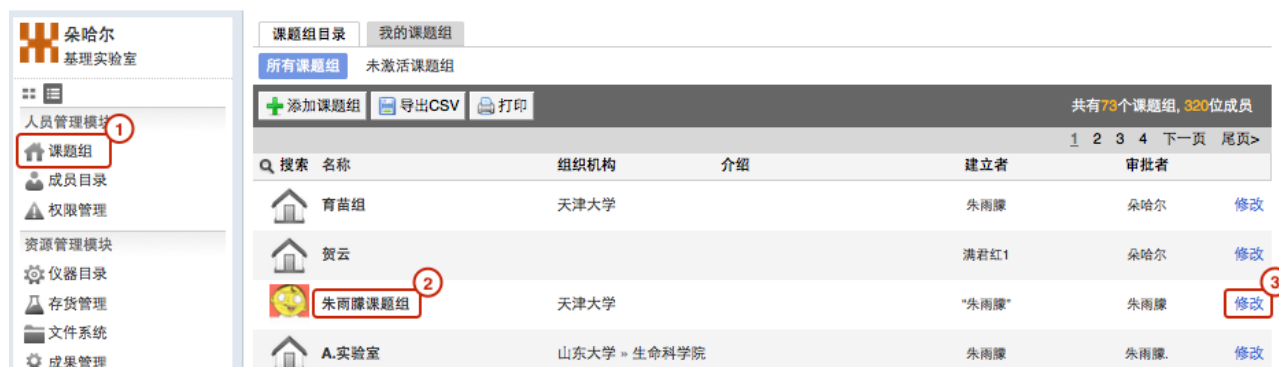 朵哈尔
基理实验室
人员管理模块
1
课题组
成员目录
权限管理
资源管理模块
仪器目录
存货管理
文件系统
成果管理
课题组目录 我的课题组
所有课题组 未激活课题组
添加课题组 导出CSV 打印 共有73个课题组, 320位成员
1 2 3 4 下一页 尾页>
搜索 名称 组织机构 介绍 建立者 审批者
育苗组 天津大学 朱雨朦 朵哈尔 修改
贺云 满君红1 朵哈尔 修改
2 3
朱雨朦课题组 天津大学 "朱雨朦" 朱雨朦 修改
A.实验室 山东大学 » 生命科学院 朱雨朦 朱雨朦. 修改